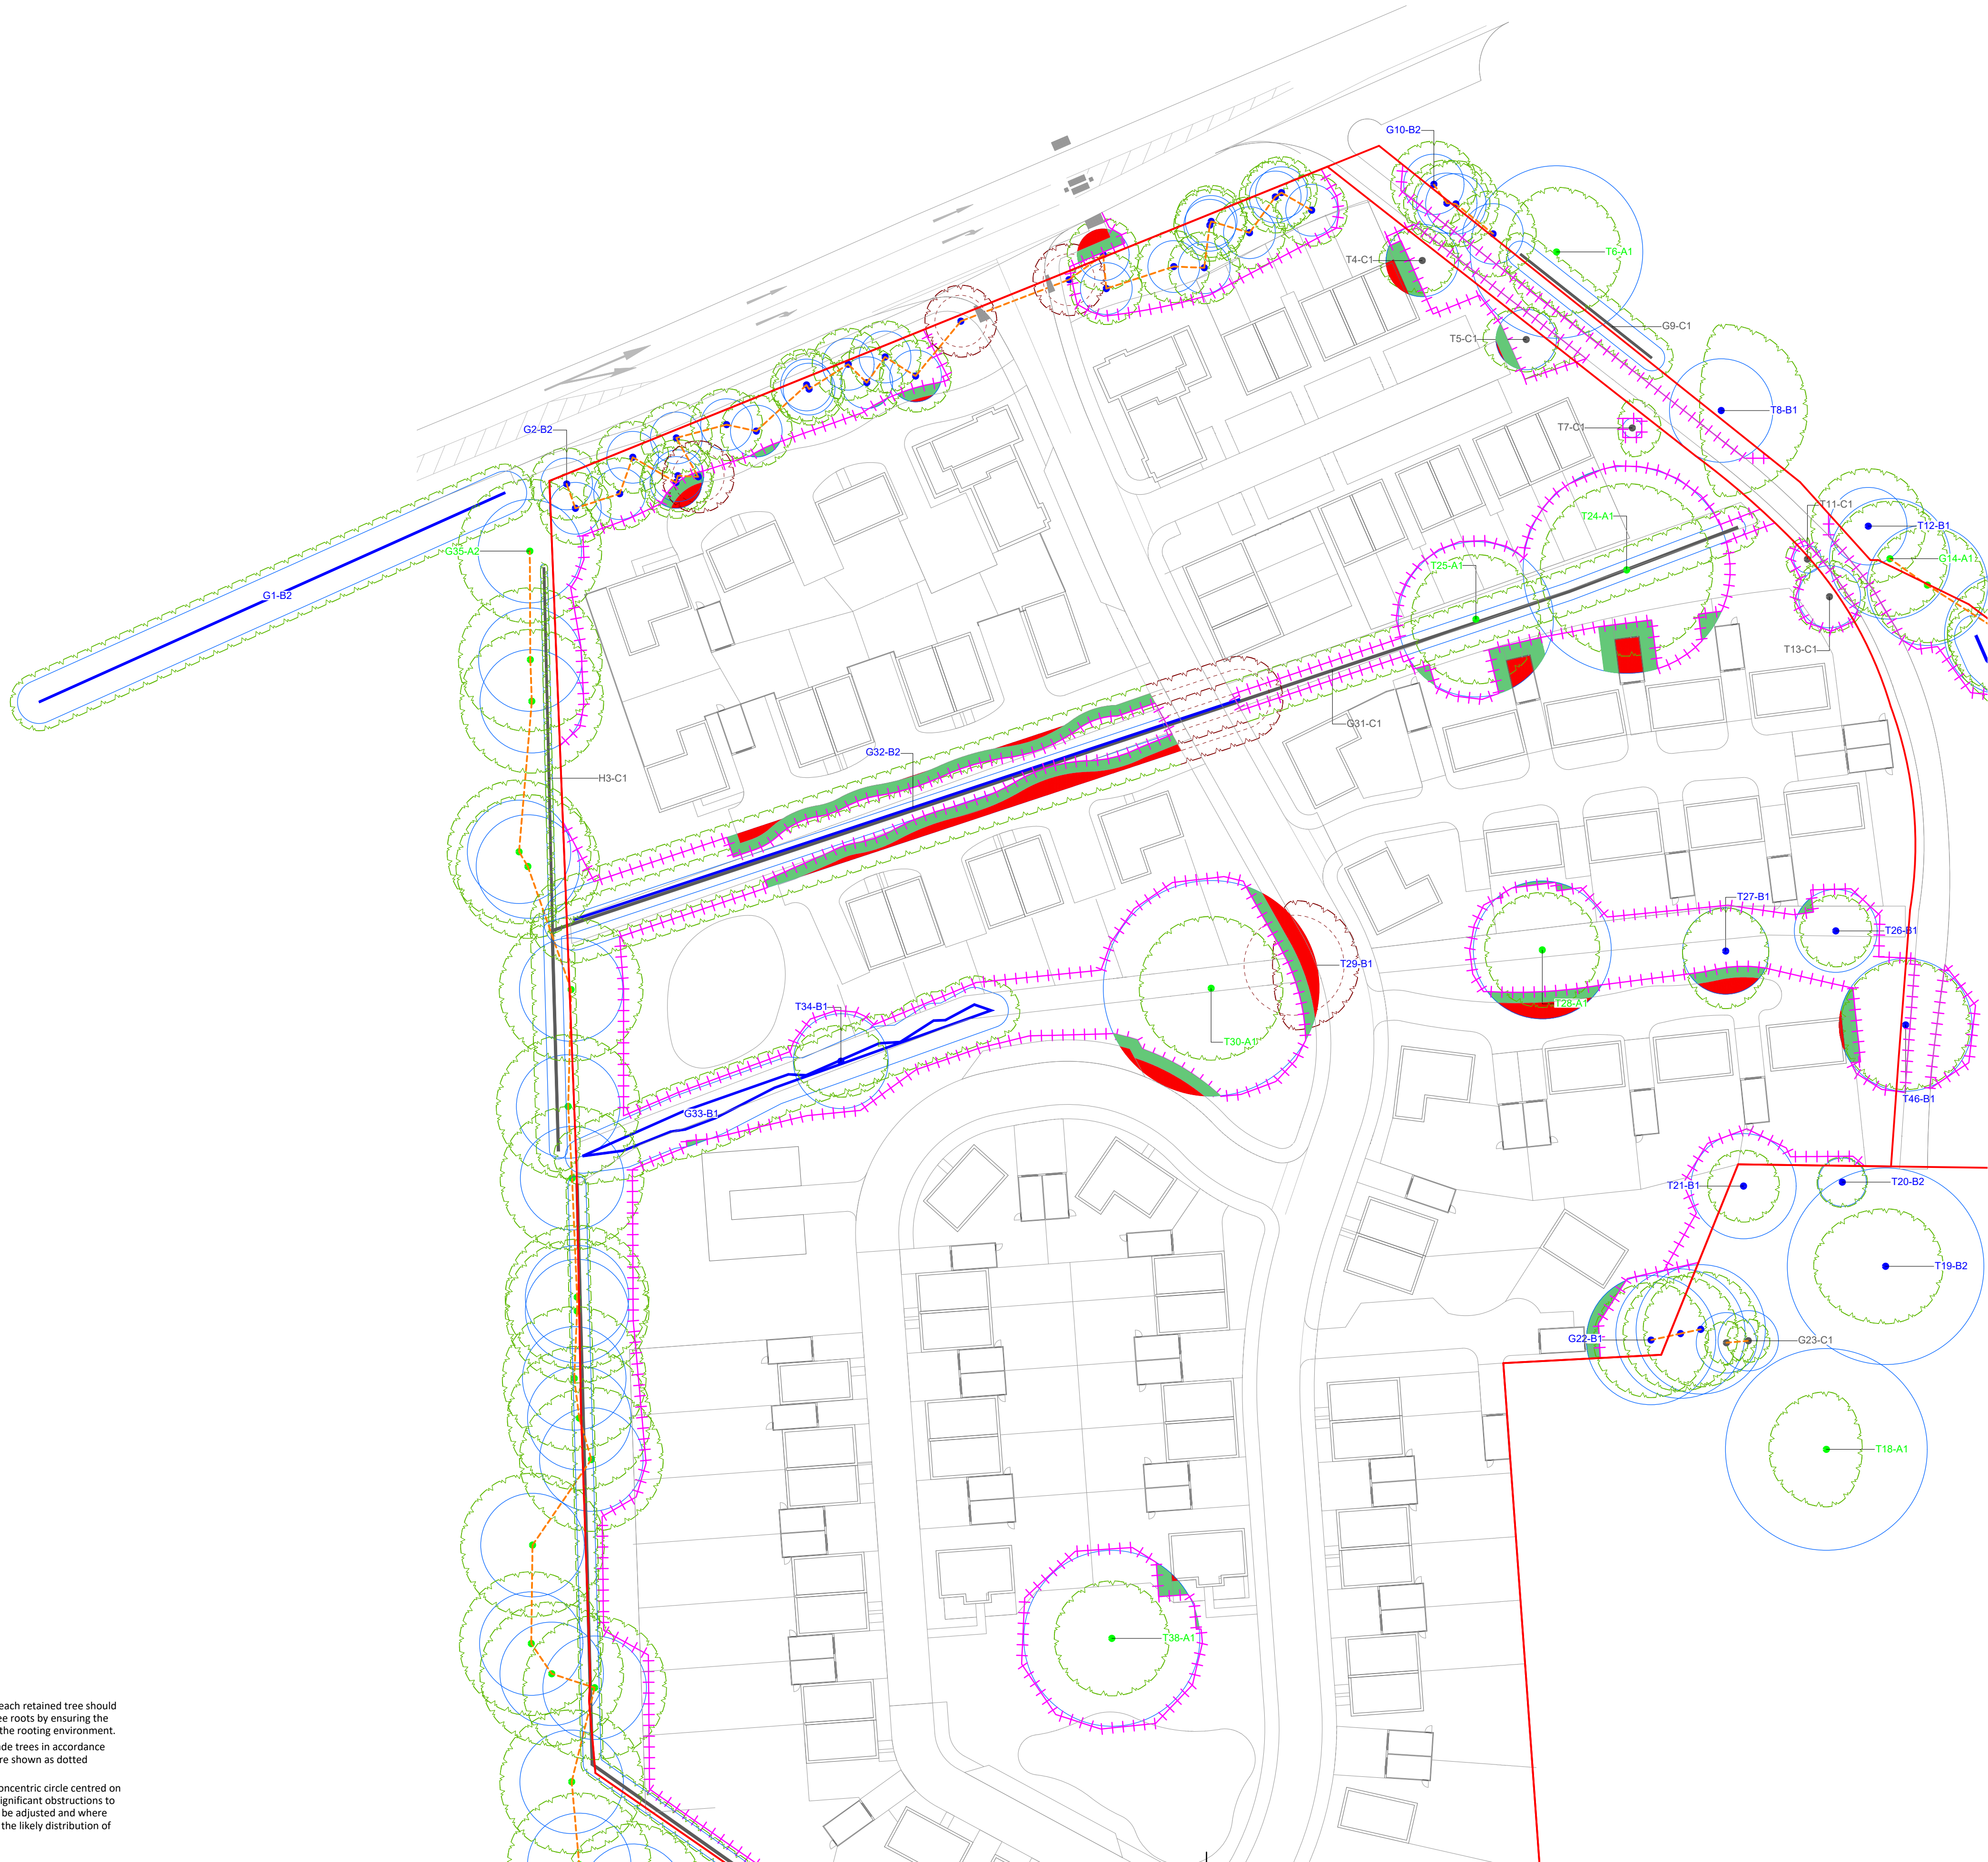 G10-B2
T6-A1
T4-C1
G9-C1
T5-C1
T8-B1
T7-C1
G2-B2
T11-C1
T12-B1
T24-A1
G35-A2
G14-A1
T25-A1
G1-B2
T13-C1
G31-C1
G32-B2
H3-C1
T27-B1
T26-B1
T29-B1
T28-A1
T34-B1
T30-A1
T46-B1
G33-B1
T21-B1
T20-B2
T19-B2
G22-B1
G23-C1
T18-A1
T38-A1
each retained tree should
ee roots by ensuring the
the rooting environment.
de trees in accordance
re shown as dotted
oncentric circle centred on
ignificant obstructions to
be adjusted and where
the likely distribution of